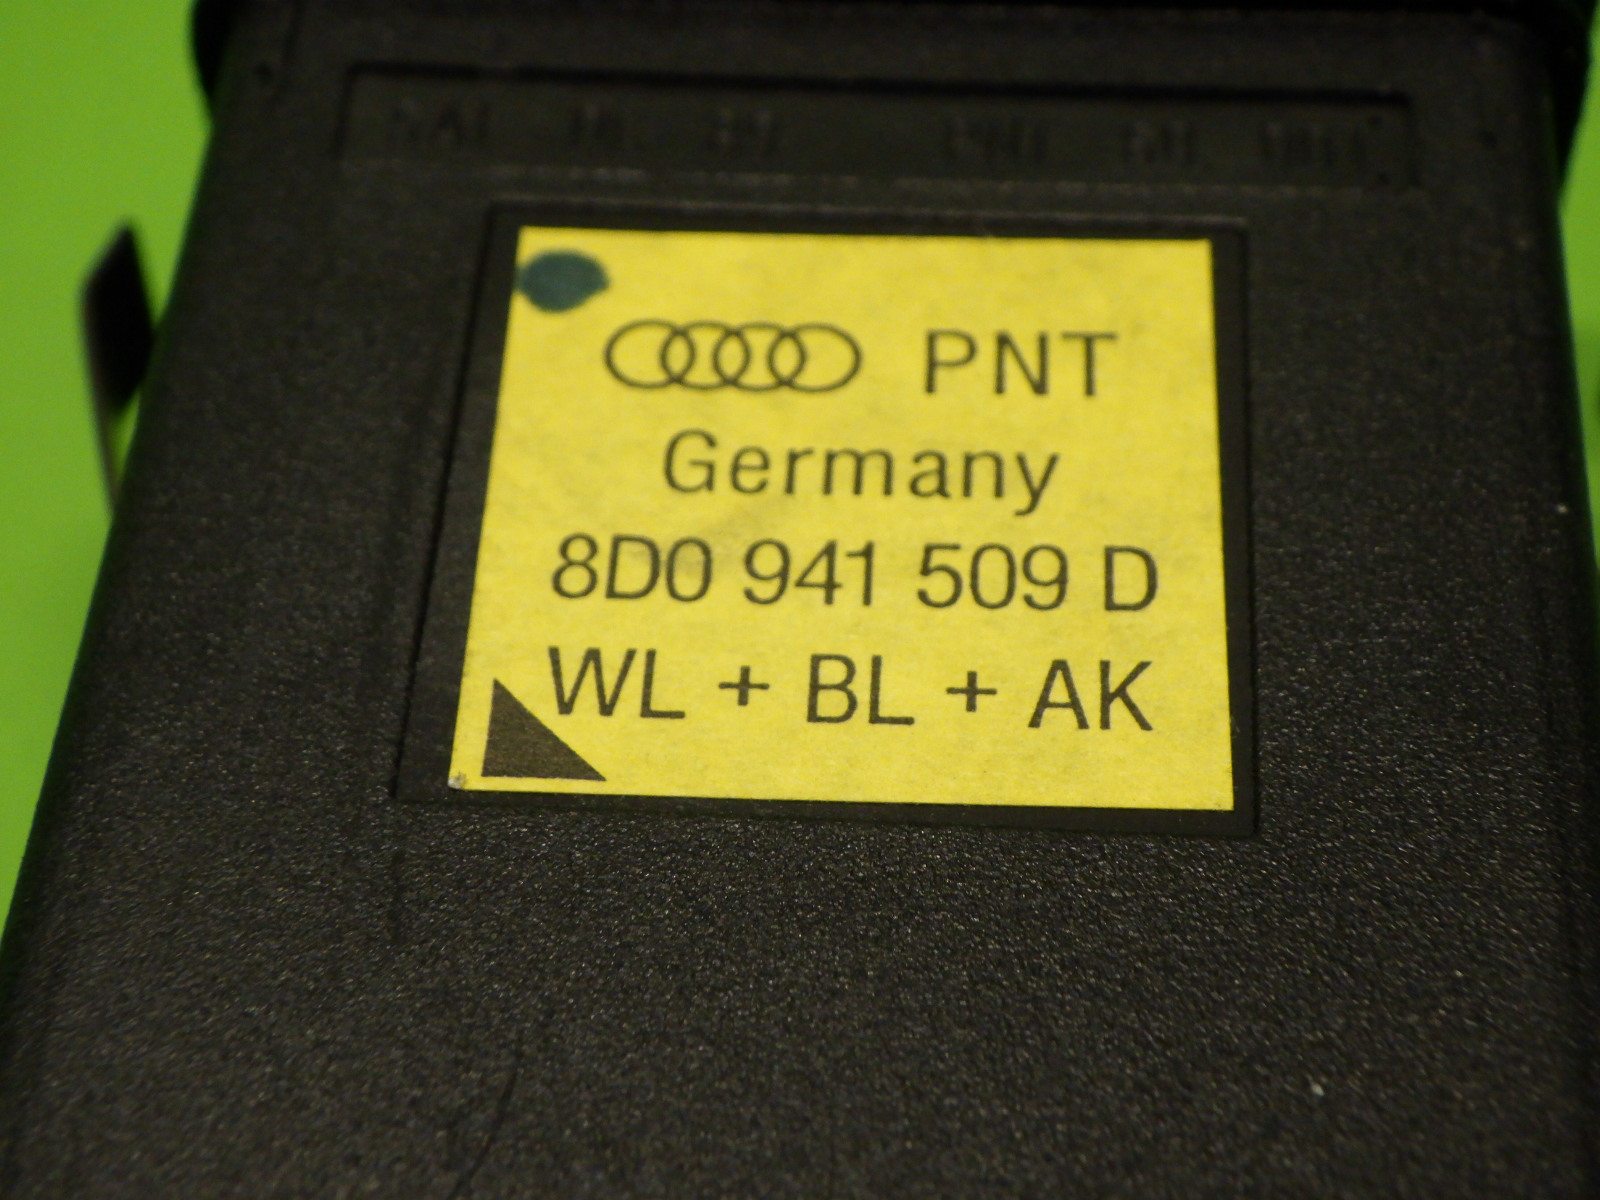 PNT
Germany
8D0 941 509 D
WL + BL + AK